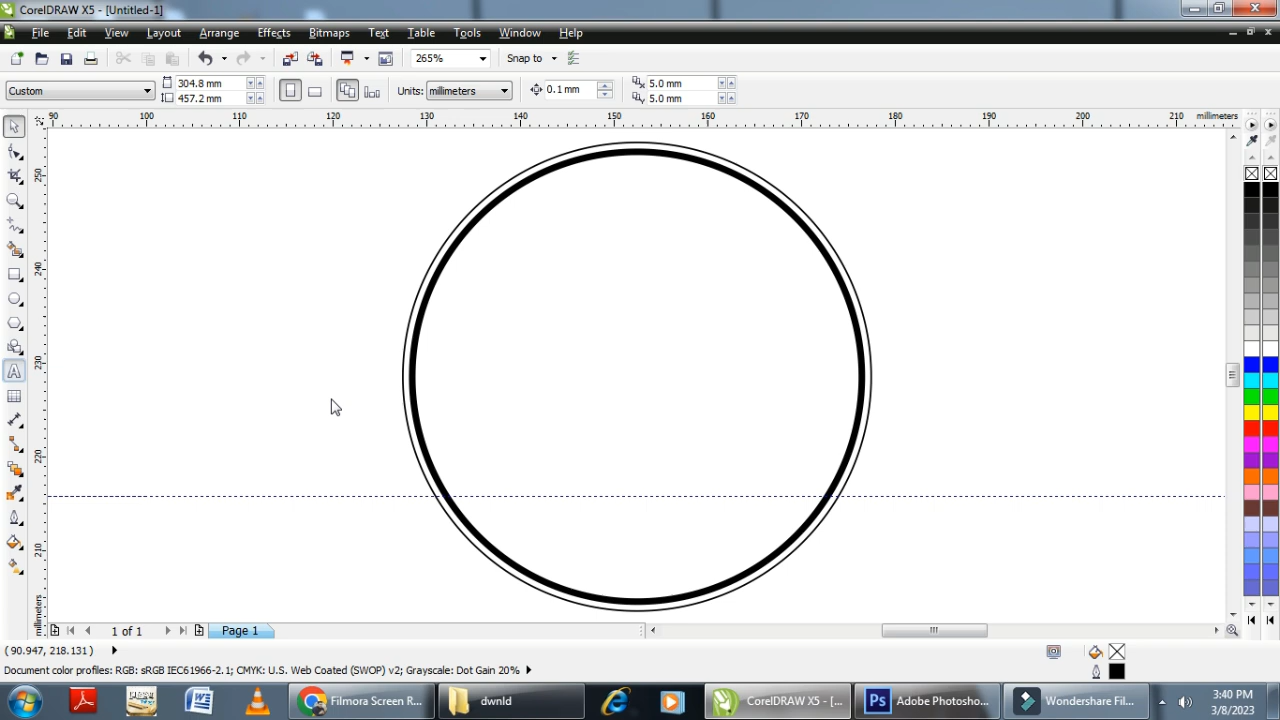 CorelDRAW X5 - [Untitled-1]
File Edit View Layout Arrange Effects Bitmaps Text Table Tools Window Help
265% Snap to
Custom 304.8 mm 457.2 mm Units: millimeters 0.1 mm 5.0 mm 5.0 mm
90 100 110 120 130 140 150 160 170 180 190 200 210 millimeters
250
240
230
220
210
millimeters
1 of 1 Page 1
( 90.947, 218.131 )
Document color profiles: RGB: sRGB IEC61966-2.1; CMYK: U.S. Web Coated (SWOP) v2; Grayscale: Dot Gain 20%
Filmora Screen R... dwnld CorelDRAW X5 - [... Adobe Photosho... Wondershare Fil... 3:40 PM
3/8/2023